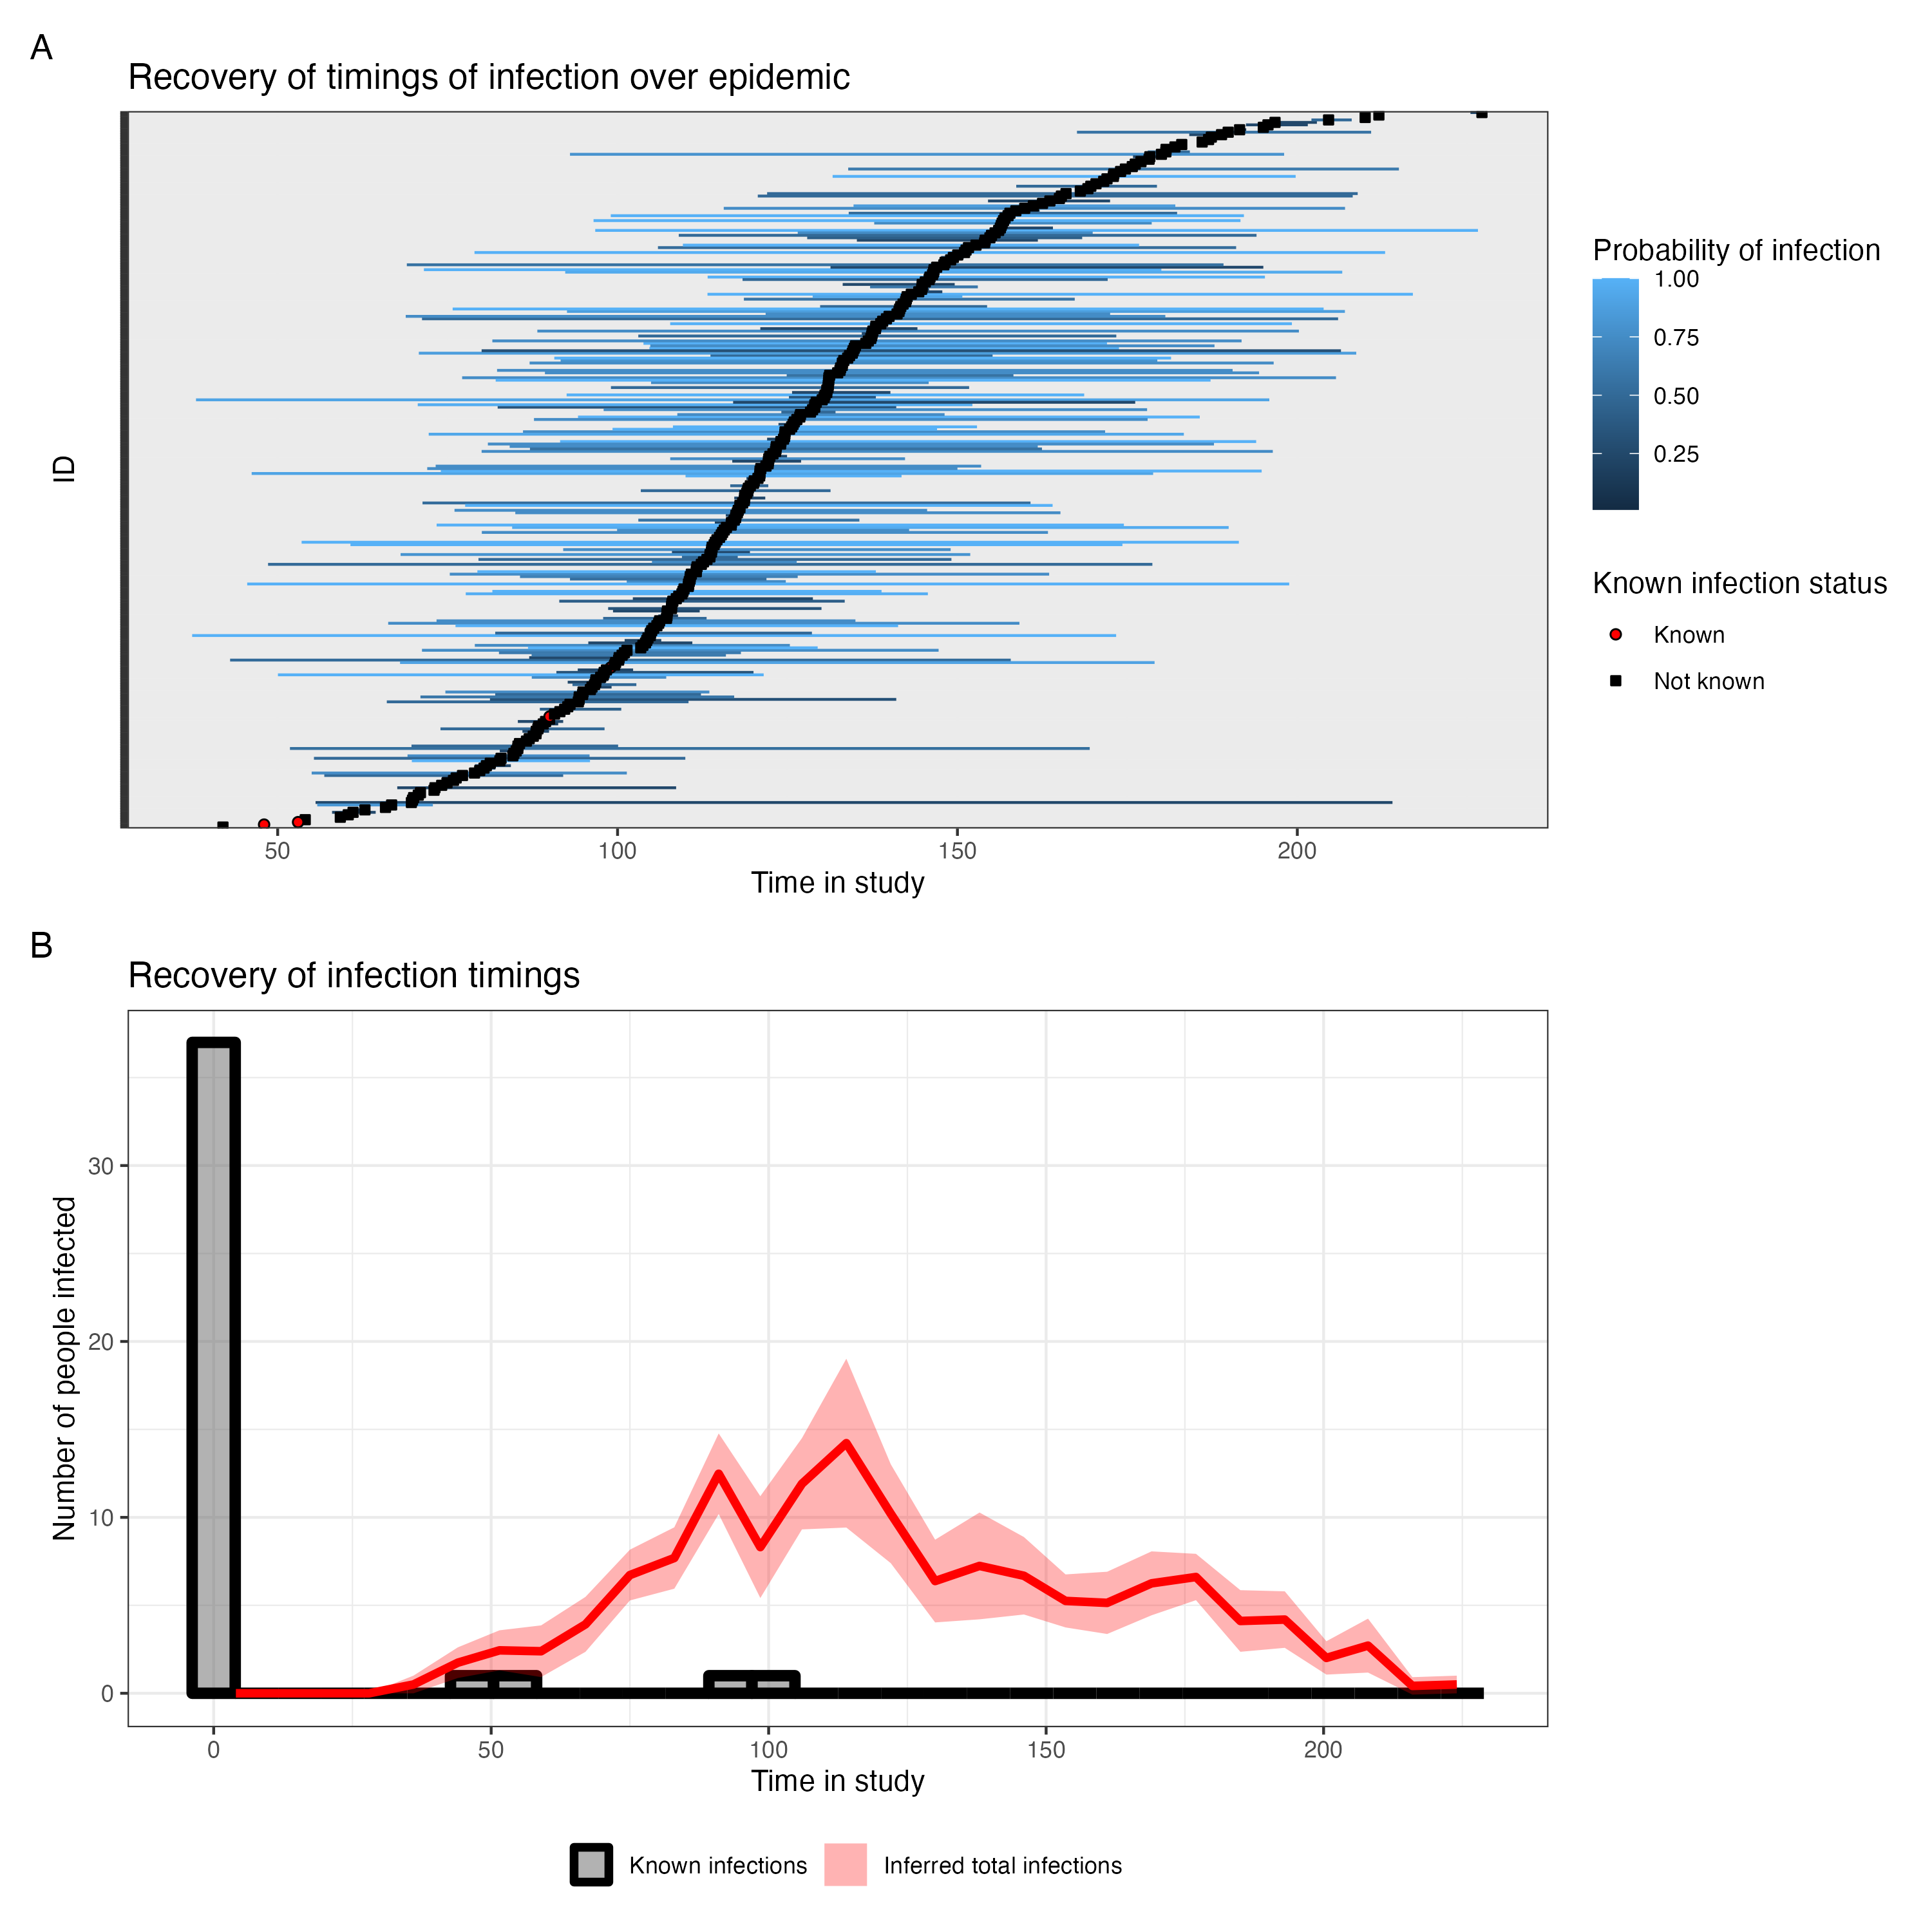 A
Recovery of timings of infection over epidemic
ID
50
100
150
200
Time in study
Probability of infection
1.00
0.75
0.50
0.25
Known infection status
Known
Not known
B
Recovery of infection timings
Number of people infected
30
20
10
0
0
50
100
150
200
Time in study
Known infections
Inferred total infections